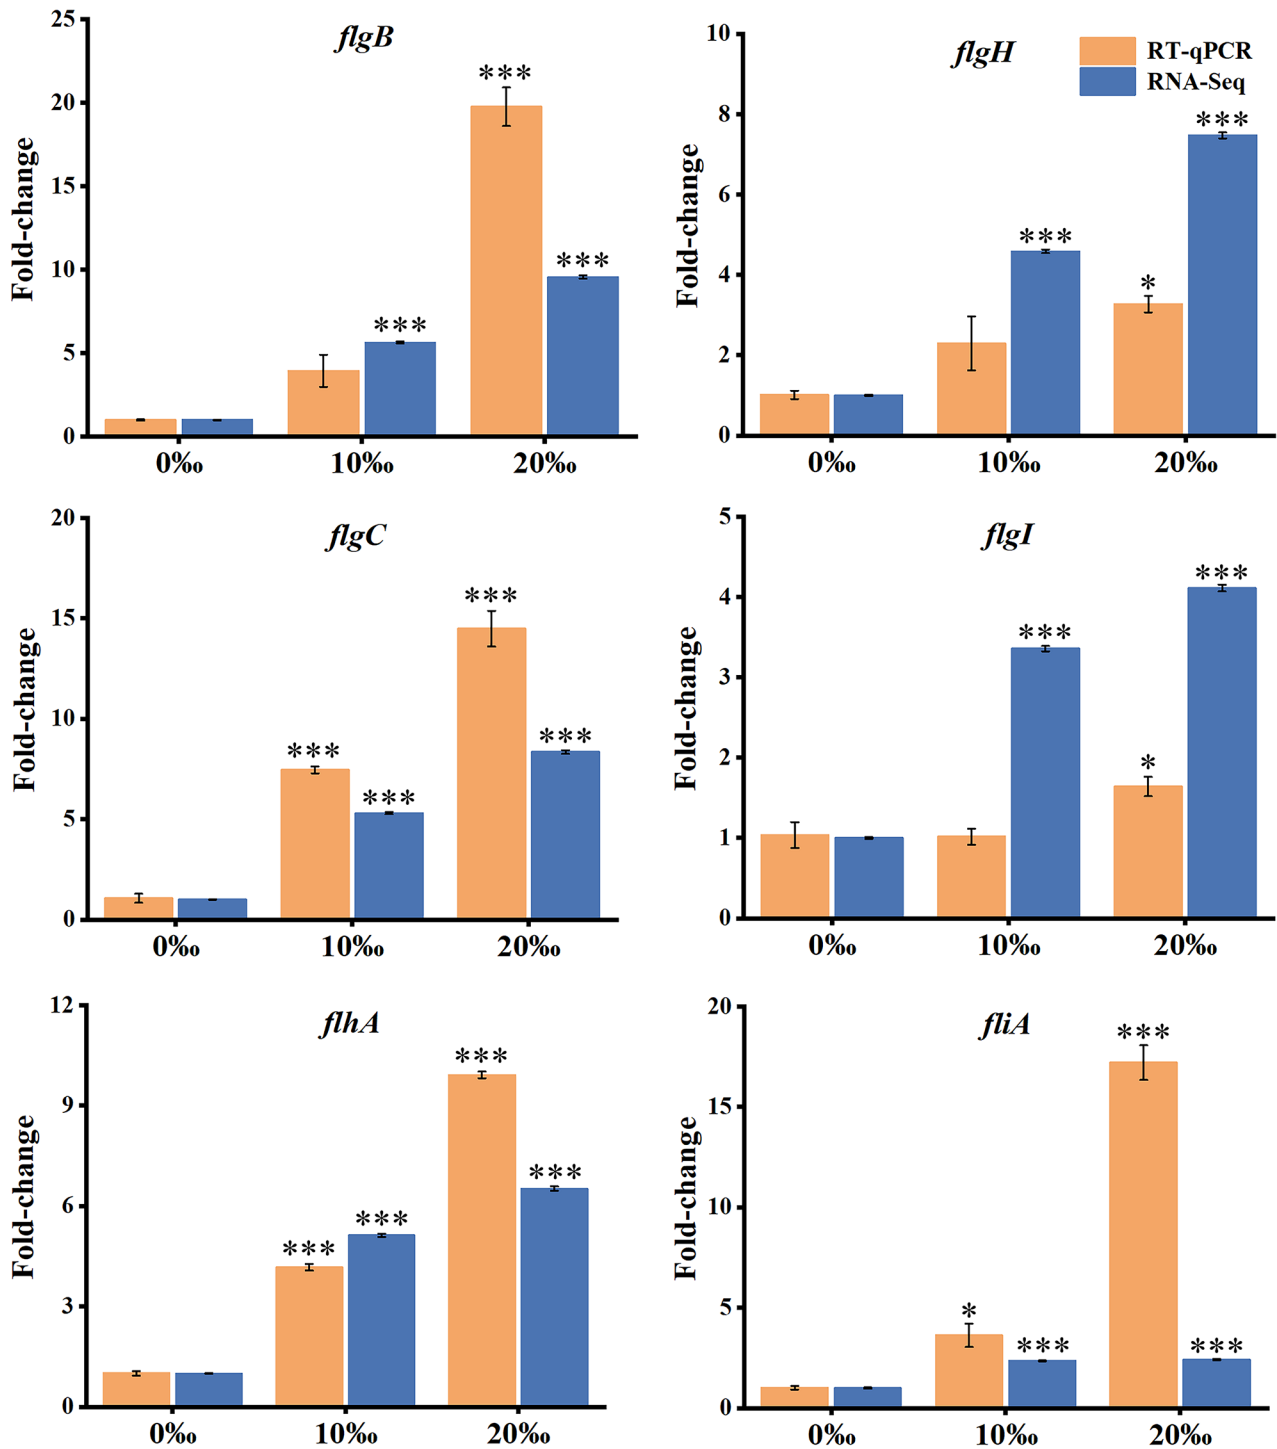 flgB
Fold-change
25
20
15
10
5
0
***
***
***
0‰ 10‰ 20‰
flgH
RT-qPCR
RNA-Seq
Fold-change
10
8
6
4
2
0
***
*
***
0‰ 10‰ 20‰
flgC
Fold-change
20
15
10
5
0
***
***
***
***
0‰ 10‰ 20‰
flgI
Fold-change
5
4
3
2
1
0
***
*
***
0‰ 10‰ 20‰
flhA
Fold-change
12
9
6
3
0
***
***
***
***
0‰ 10‰ 20‰
fliA
Fold-change
20
15
10
5
0
*
***
***
***
0‰ 10‰ 20‰